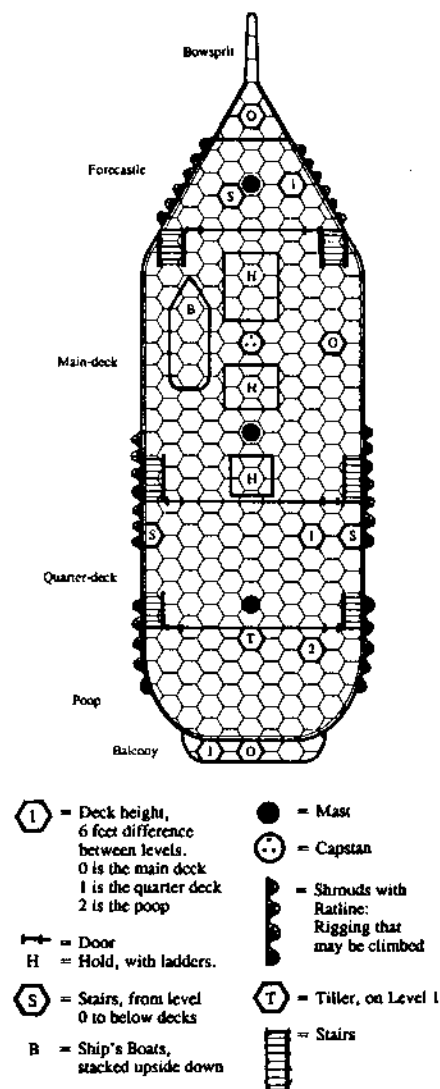 Bowsprit
O
Forecastle
S
1
H
B
O
Main-deck
H
H
S
1
S
Quarter-deck
T
2
Poop
Balcony
1
O
1 = Deck height,
6 feet difference
between levels.
0 is the main deck
1 is the quarter deck
2 is the poop
= Door
H = Hold, with ladders.
S = Stairs, from level
0 to below decks
B = Ship's Boats,
stacked upside down
= Mast
= Capstan
= Shrouds with
Ratline:
Rigging that
may be climbed
T = Tiller, on Level 1
= Stairs